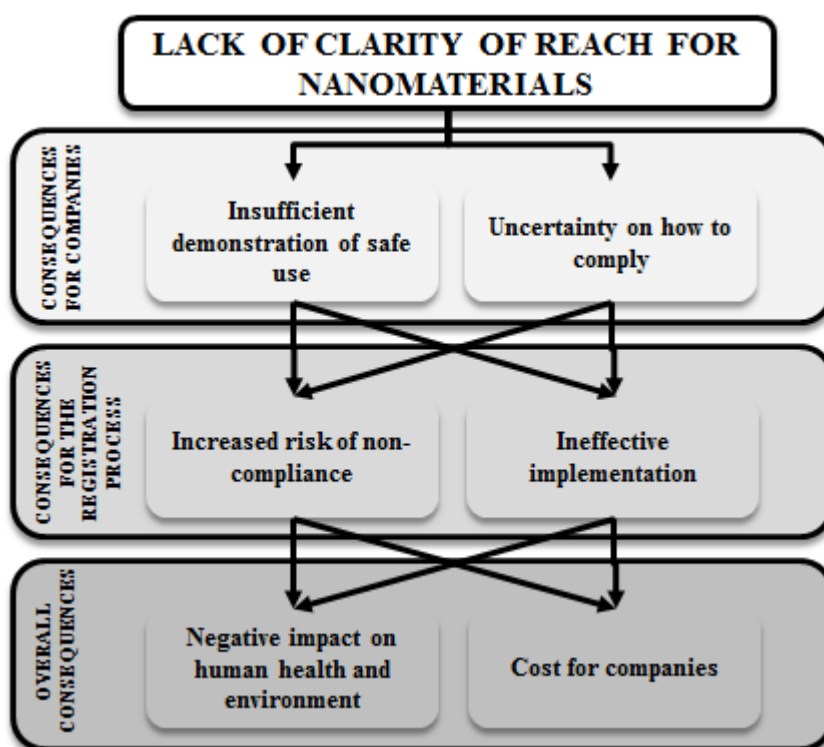 LACK OF CLARITY OF REACH FOR
NANOMATERIALS
CONSEQUENCES
FOR COMPANIES
Insufficient
demonstration of safe
use
Uncertainty on how to
comply
CONSEQUENCES
FOR THE
REGISTRATION
PROCESS
Increased risk of non-
compliance
Ineffective
implementation
OVERALL
CONSEQUENCES
Negative impact on
human health and
environment
Cost for companies